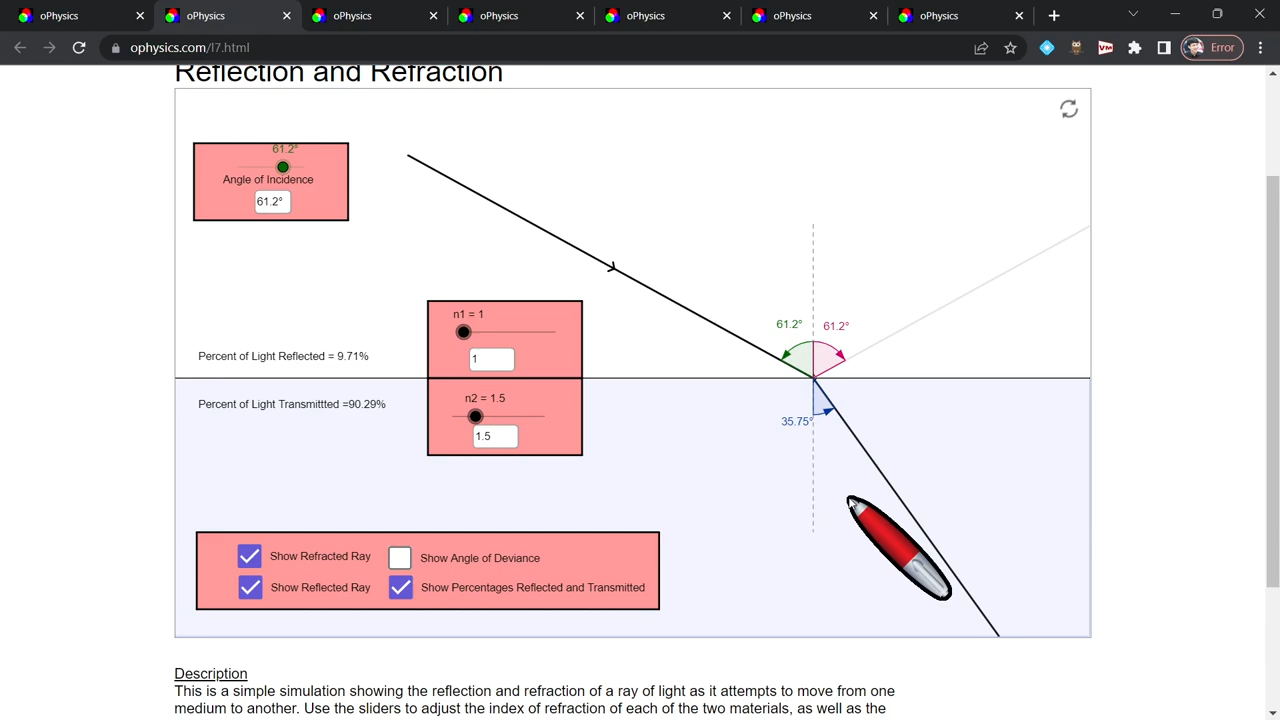 oPhysics oPhysics oPhysics oPhysics oPhysics oPhysics oPhysics
ophysics.com/l7.html
VM
Error
Reflection and Refraction
61.2°
Angle of Incidence
61.2°
n1 = 1
61.2° 61.2°
Percent of Light Reflected = 9.71%
1
n2 = 1.5
Percent of Light Transmittted =90.29%
35.75°
1.5
Show Refracted Ray Show Angle of Deviance
Show Reflected Ray Show Percentages Reflected and Transmitted
Description
This is a simple simulation showing the reflection and refraction of a ray of light as it attempts to move from one
medium to another. Use the sliders to adjust the index of refraction of each of the two materials, as well as the